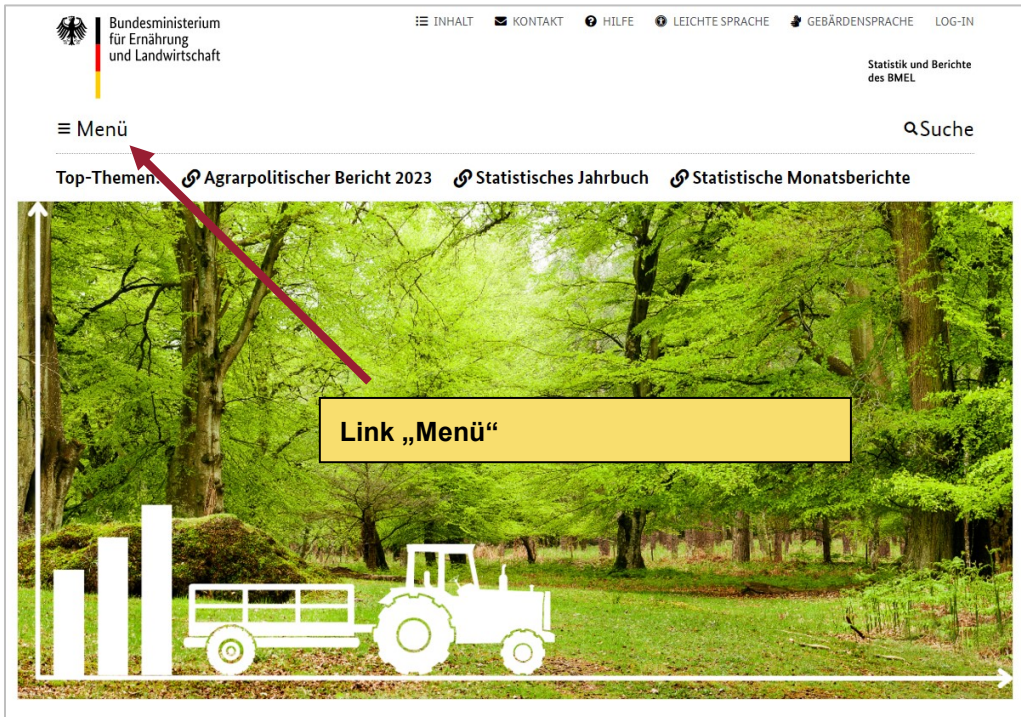 Bundesministerium
für Ernährung
und Landwirtschaft
INHALT KONTAKT HILFE LEICHTE SPRACHE GEBÄRDENSPRACHE LOG-IN
Statistik und Berichte
des BMEL
Menü
Suche
Top-Themen: Agrarpolitischer Bericht 2023 Statistisches Jahrbuch Statistische Monatsberichte
Link „Menü“